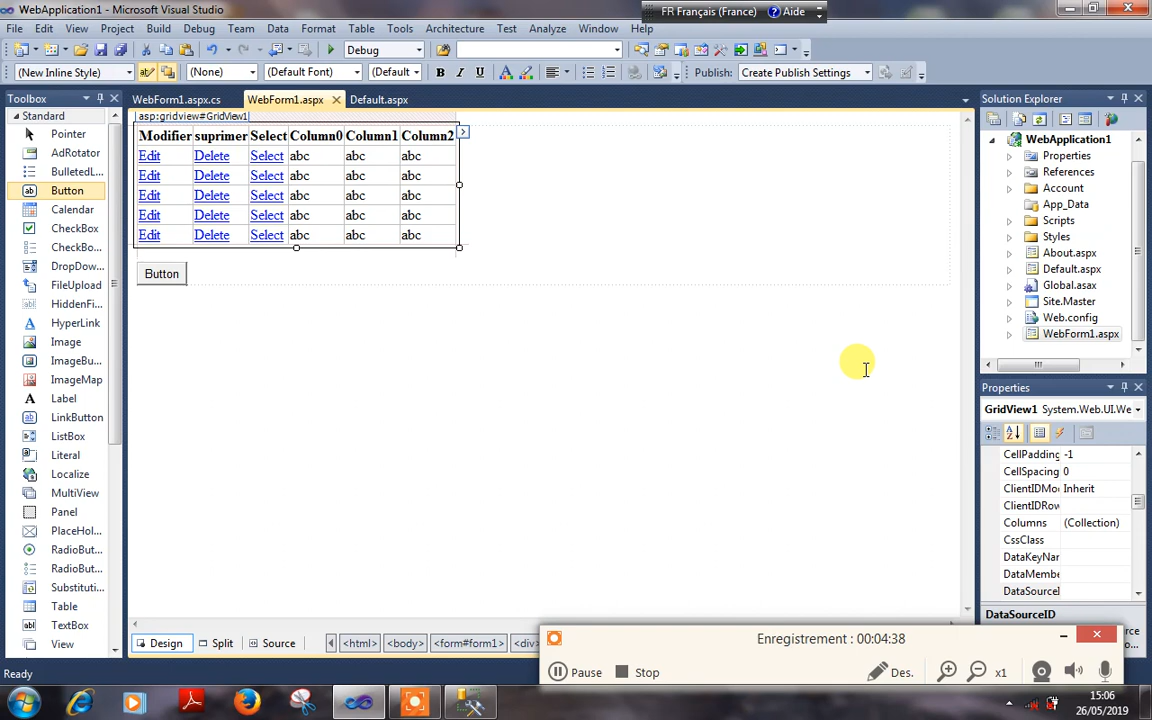 WebApplication1 - Microsoft Visual Studio
FR Français (France)
Aide
File Edit View Project Build Debug Team Data Format Table Tools Architecture Test Analyze Window Help
Debug
(New Inline Style) (None) (Default Font) (Default B I U A Publish: Create Publish Settings
Toolbox
WebForm1.aspx.cs WebForm1.aspx Default.aspx
Solution Explorer
Standard
Pointer
AdRotator
BulletedL...
Button
Calendar
CheckBox
CheckBo...
DropDow...
FileUpload
HiddenFi...
HyperLink
Image
ImageBu...
ImageMap
Label
LinkButton
ListBox
Literal
Localize
MultiView
Panel
PlaceHol...
RadioBut...
RadioBut...
Substituti...
Table
TextBox
View
asp:gridview#GridView1
Modifier suprimer Select Column0 Column1 Column2
Edit Delete Select abc abc abc
Edit Delete Select abc abc abc
Edit Delete Select abc abc abc
Edit Delete Select abc abc abc
Edit Delete Select abc abc abc
Button
WebApplication1
Properties
References
Account
App_Data
Scripts
Styles
About.aspx
Default.aspx
Global.asax
Site.Master
Web.config
WebForm1.aspx
Properties
GridView1 System.Web.UI.We
CellPadding -1
CellSpacing 0
ClientIDMo Inherit
ClientIDRow
Columns (Collection)
CssClass
DataKeyNar
DataMembe
DataSourceI
DataSourceID
Design Split Source <html> <body> <form#form1> <div>
Enregistrement : 00:04:38
Pause Stop Des. x1
Ready
15:06
26/05/2019